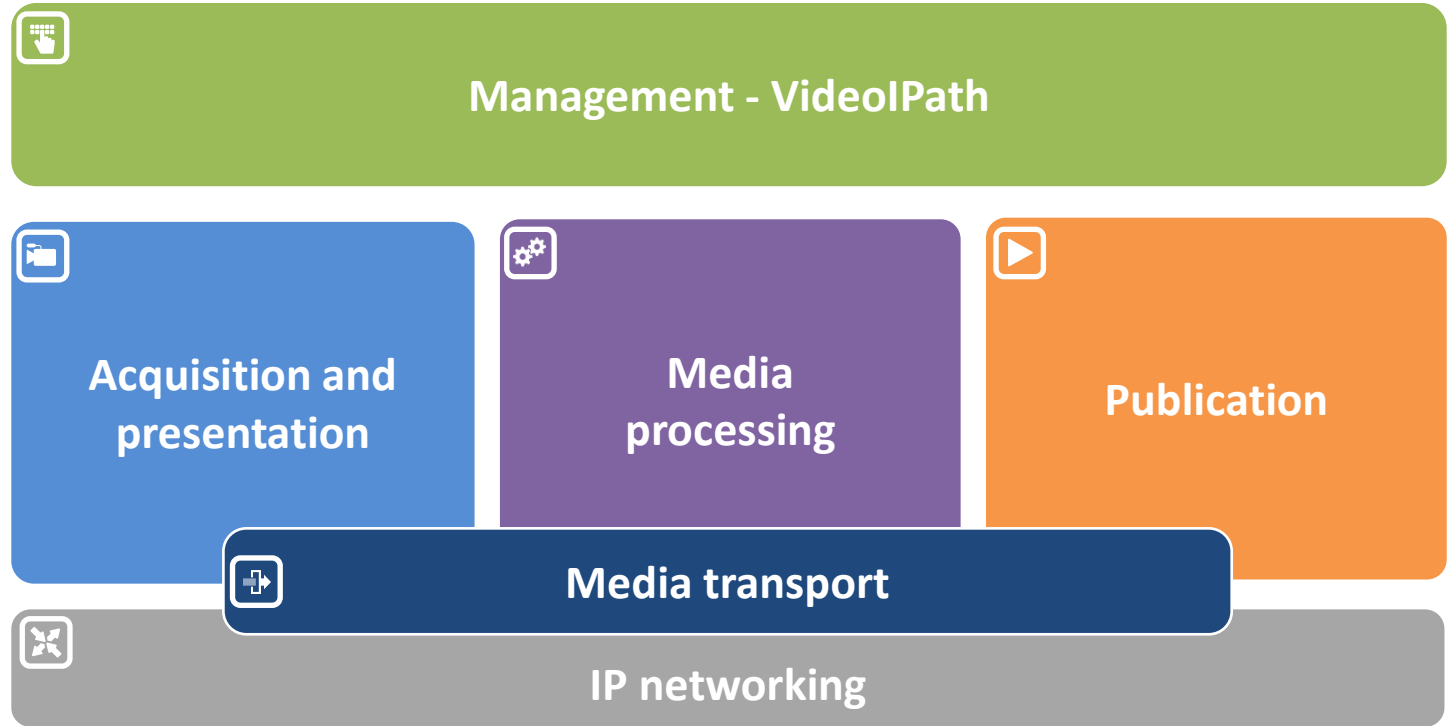 Management - VideoIPath
Acquisition and
presentation
Media
processing
Publication
Media transport
IP networking